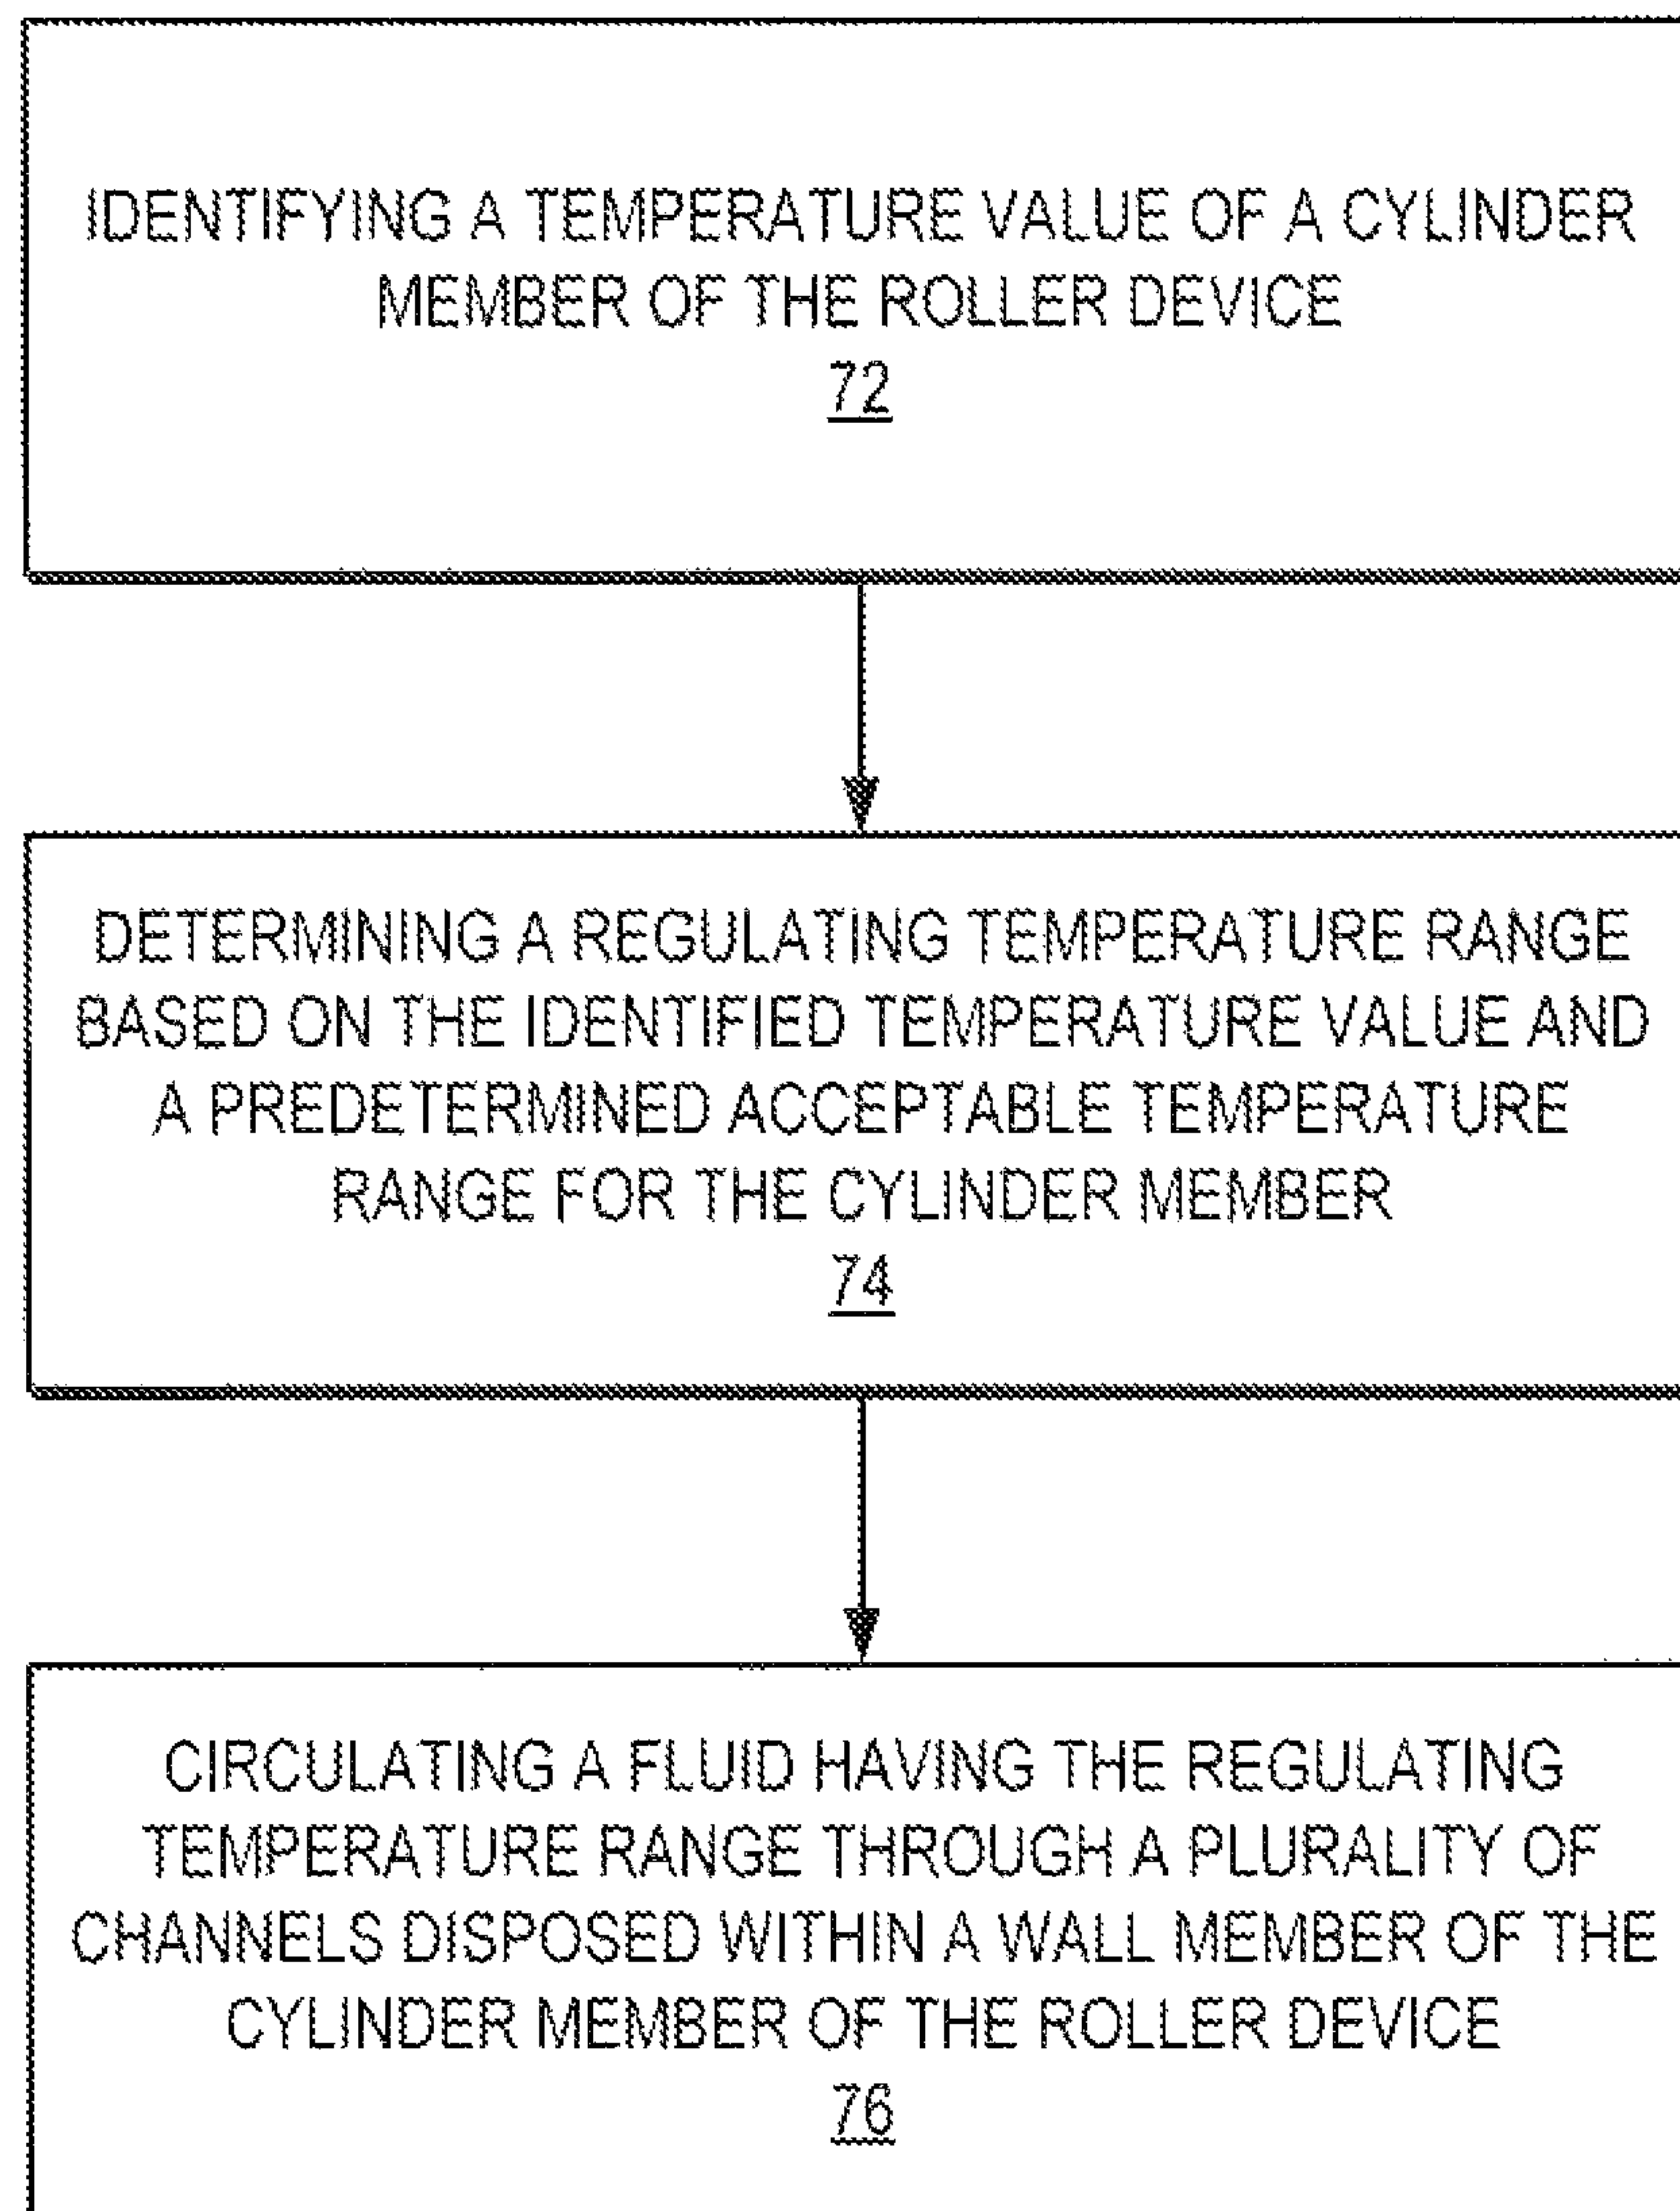 IDENTIFYING A TEMPERATURE VALUE OF A CYLINDER
MEMBER OF THE ROLLER DEVICE
72
DETERMINING A REGULATING TEMPERATURE RANGE
BASED ON THE IDENTIFIED TEMPERATURE VALUE AND
A PREDETERMINED ACCEPTABLE TEMPERATURE
RANGE FOR THE CYLINDER MEMBER
74
CIRCULATING A FLUID HAVING THE REGULATING
TEMPERATURE RANGE THROUGH A PLURALITY OF
CHANNELS DISPOSED WITHIN A WALL MEMBER OF THE
CYLINDER MEMBER OF THE ROLLER DEVICE
76